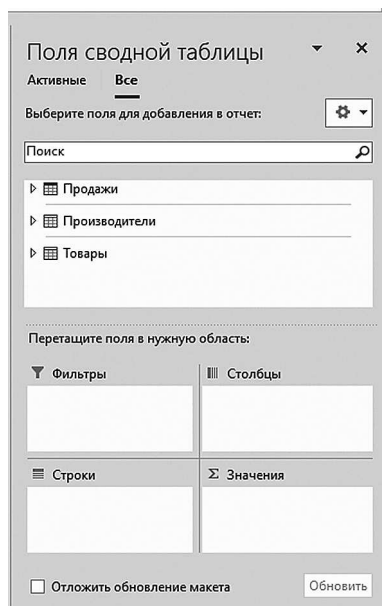 Поля сводной таблицы
Активные Все
Выберите поля для добавления в отчет:
Поиск
Продажи
Производители
Товары
Перетащите поля в нужную область:
Фильтры
Столбцы
Строки
Σ Значения
Отложить обновление макета
Обновить